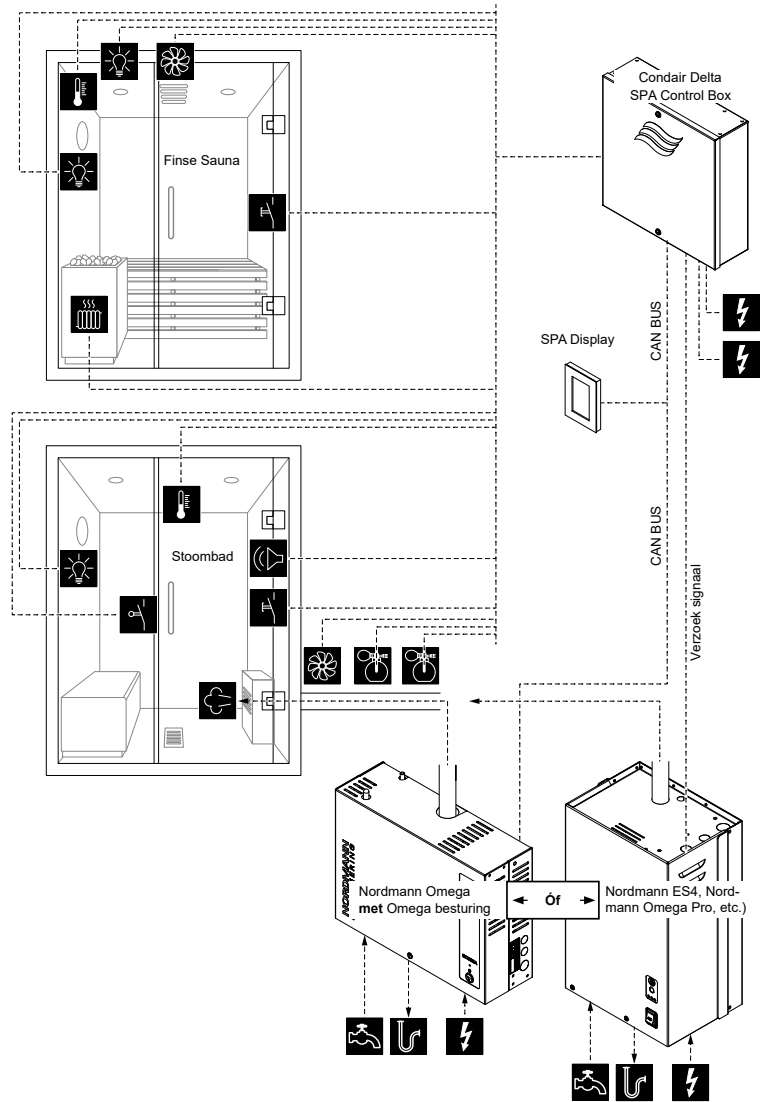 Condair Delta
SPA Control Box
Finse Sauna
SPA Display
CAN BUS
Stoombad
CAN BUS
Verzoek signaal
NORDMANN
Nordmann Omega
met Omega besturing
Óf
Nordmann ES4, Nord-
mann Omega Pro, etc.)